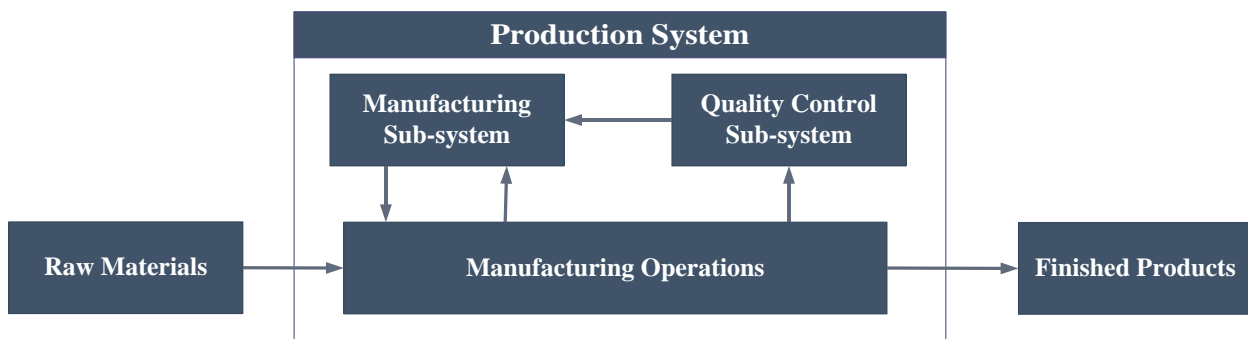 Production System
Manufacturing
Sub-system
Quality Control
Sub-system
Raw Materials
Manufacturing Operations
Finished Products